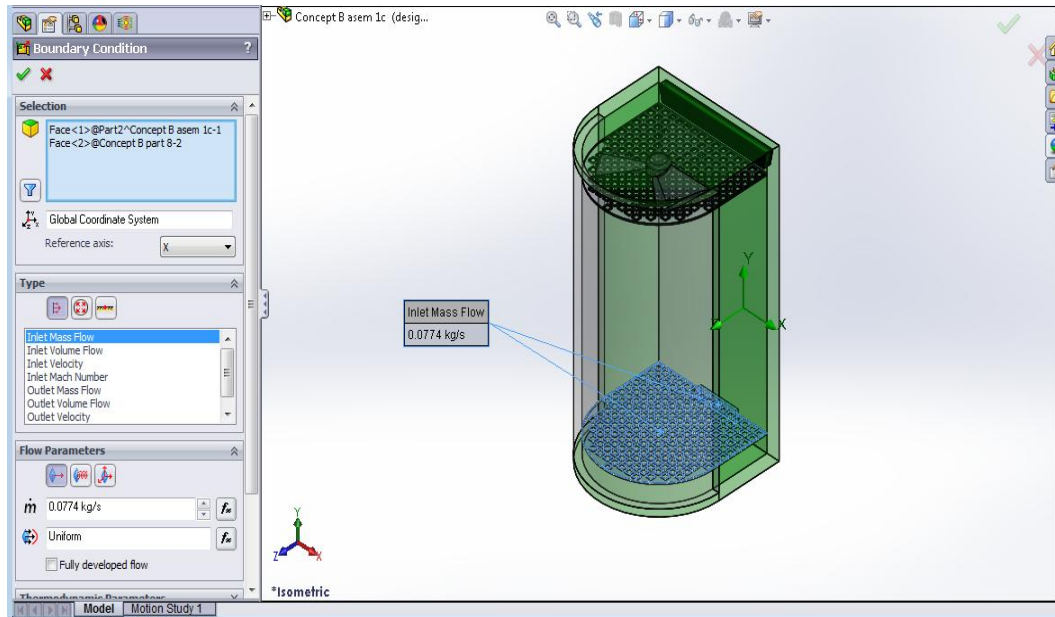 Concept B asem 1c (desig...
Boundary Condition
?
Selection
Face<1>@Part2^Concept B asem 1c-1
Face<2>@Concept B part 8-2
Global Coordinate System
Reference axis:
X
Type
Inlet Mass Flow
Inlet Volume Flow
Inlet Velocity
Inlet Mach Number
Outlet Mass Flow
Outlet Volume Flow
Outlet Velocity
Flow Parameters
ṁ 0.0774 kg/s
Uniform
Fully developed flow
Thermodynamic Parameters
Inlet Mass Flow
0.0774 kg/s
Y
X
Y
Z
X
*Isometric
Model
Motion Study 1